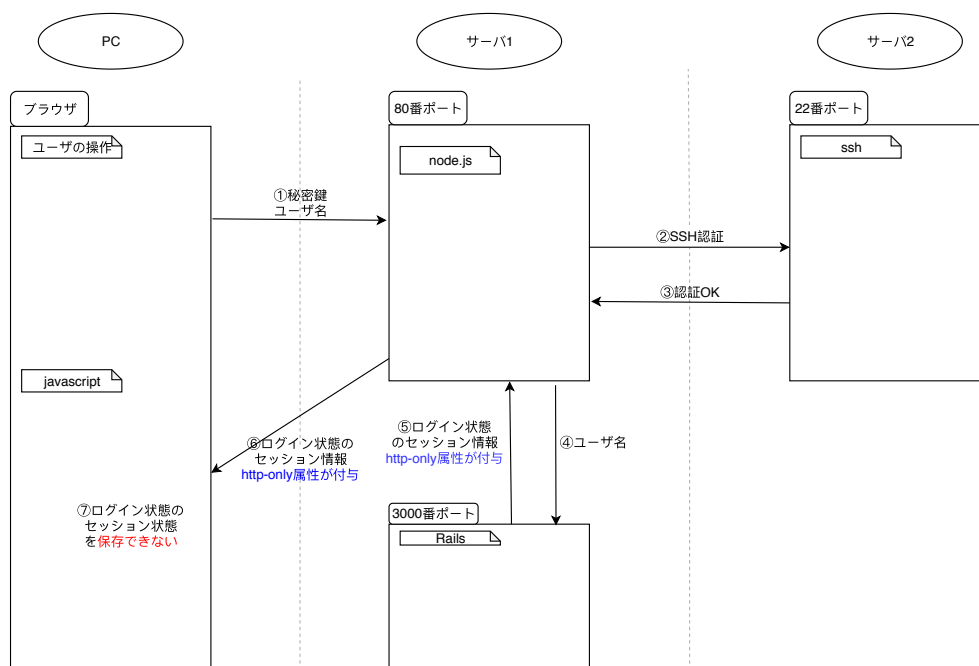 PC
サーバ1
サーバ2
ブラウザ
80番ポート
22番ポート
ユーザの操作
node.js
ssh
①秘密鍵
ユーザ名
②SSH認証
③認証OK
javascript
⑥ログイン状態の
セッション情報
http-only属性が付与
⑤ログイン状態
のセッション情報
http-only属性が付与
④ユーザ名
⑦ログイン状態の
セッション状態
を保存できない
3000番ポート
Rails